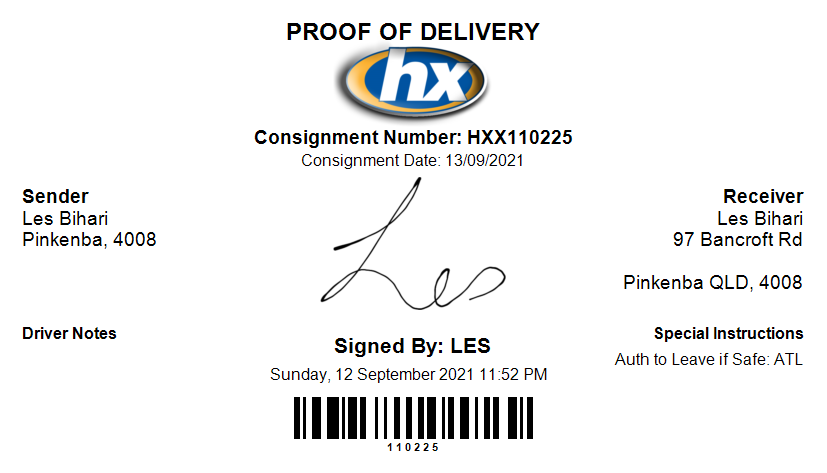 PROOF OF DELIVERY
hx
Consignment Number: HXX110225
Consignment Date: 13/09/2021
Sender
Les Bihari
Pinkenba, 4008
Les
Receiver
Les Bihari
97 Bancroft Rd
Pinkenba QLD, 4008
Driver Notes
Signed By: LES
Sunday, 12 September 2021 11:52 PM
Special Instructions
Auth to Leave if Safe: ATL
110225